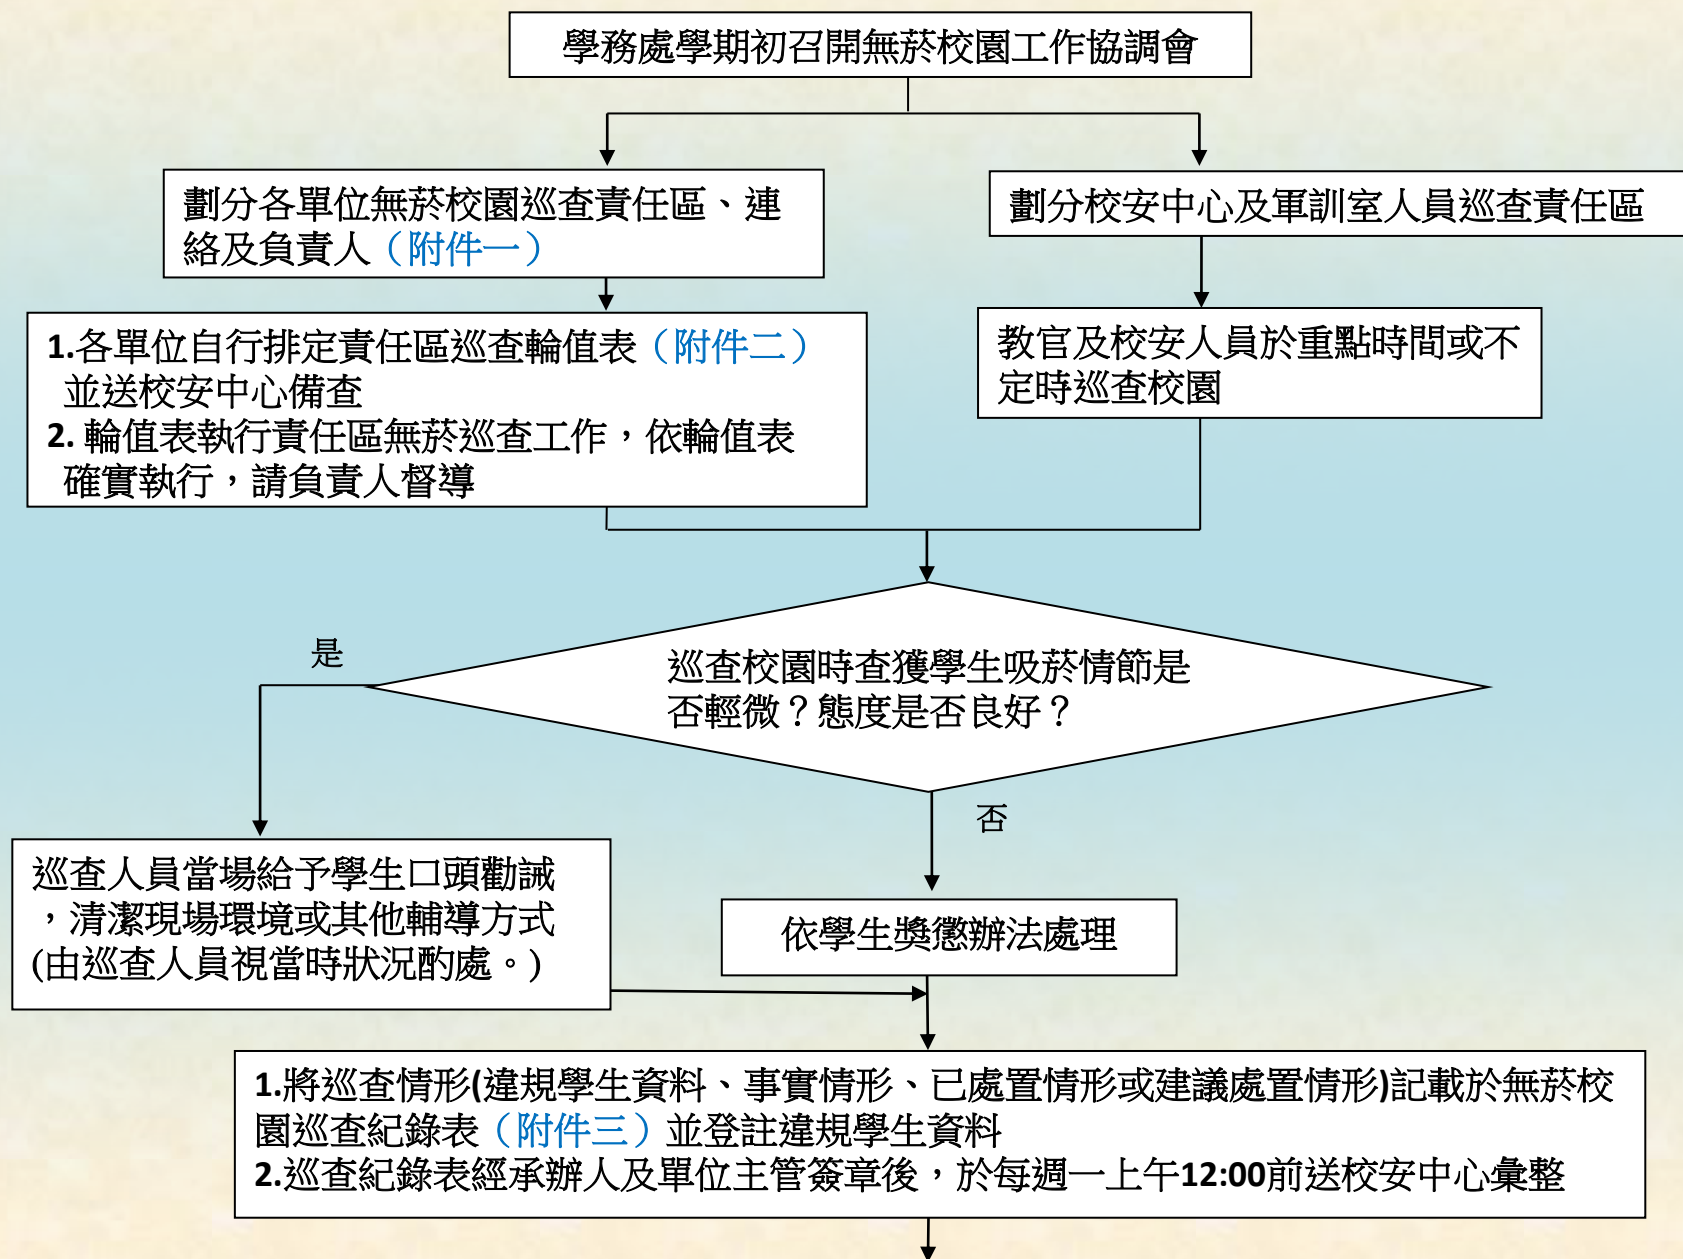 學務處學期初召開無菸校園工作協調會
劃分各單位無菸校園巡查責任區、連
絡及負責人（附件一）
劃分校安中心及軍訓室人員巡查責任區
1.各單位自行排定責任區巡查輪值表（附件二）
並送校安中心備查
2. 輪值表執行責任區無菸巡查工作，依輪值表
確實執行，請負責人督導
教官及校安人員於重點時間或不
定時巡查校園
巡查校園時查獲學生吸菸情節是
否輕微？態度是否良好？
是
否
巡查人員當場給予學生口頭勸誡
，清潔現場環境或其他輔導方式
(由巡查人員視當時狀況酌處。)
依學生獎懲辦法處理
1.將巡查情形(違規學生資料、事實情形、已處置情形或建議處置情形)記載於無菸校
園巡查紀錄表（附件三）並登註違規學生資料
2.巡查紀錄表經承辦人及單位主管簽章後，於每週一上午12:00前送校安中心彙整